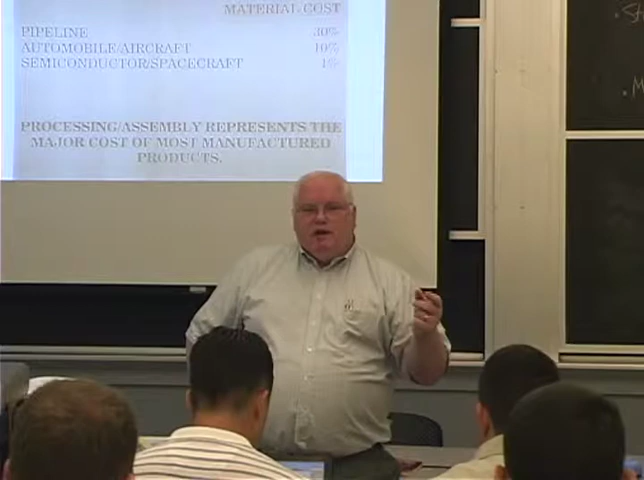 MATERIAL COST
PIPELINE 30%
AUTOMOBILE/AIRCRAFT 10%
SEMICONDUCTOR/SPACECRAFT 1%
PROCESSING/ASSEMBLY REPRESENTS THE
MAJOR COST OF MOST MANUFACTURED
PRODUCTS.